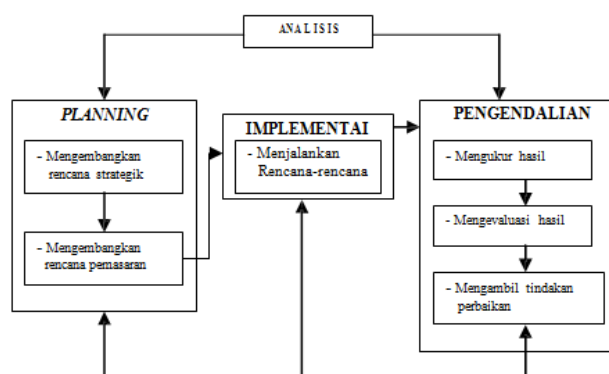 ANALISIS
PLANNING
- Mengembangkan
rencana strategik
- Mengembangkan
rencana pemasaran
IMPLEMENTAI
- Menjalankan
Rencana-rencana
PENGENDALIAN
- Mengukur hasil
- Mengevaluasi hasil
- Mengambil tindakan
perbaikan